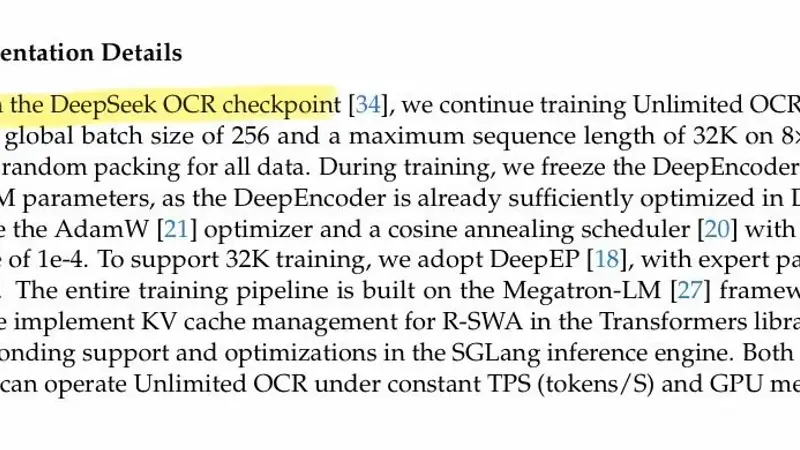 entation Details
the DeepSeek OCR checkpoint [34], we continue training Unlimited OCR
global batch size of 256 and a maximum sequence length of 32K on 8×
random packing for all data. During training, we freeze the DeepEncoder
M parameters, as the DeepEncoder is already sufficiently optimized in D
e the AdamW [21] optimizer and a cosine annealing scheduler [20] with
e of 1e-4. To support 32K training, we adopt DeepEP [18], with expert pa
. The entire training pipeline is built on the Megatron-LM [27] framew
e implement KV cache management for R-SWA in the Transformers libra
onding support and optimizations in the SGLang inference engine. Both
can operate Unlimited OCR under constant TPS (tokens/S) and GPU me